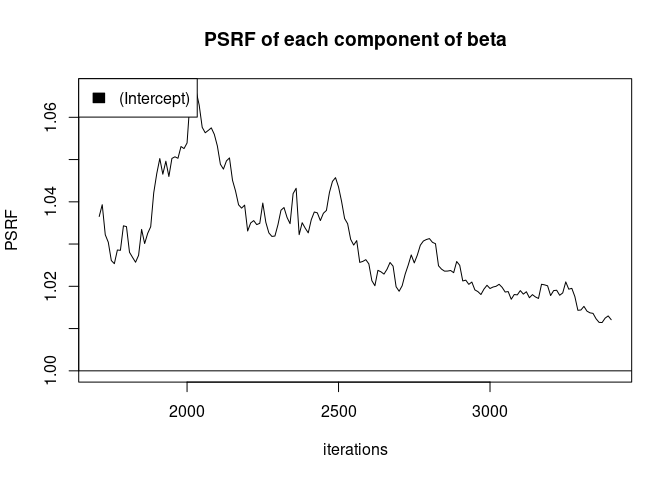 PSRF of each component of beta
(Intercept)
PSRF
1.06
1.04
1.02
1.00
2000 2500 3000
iterations